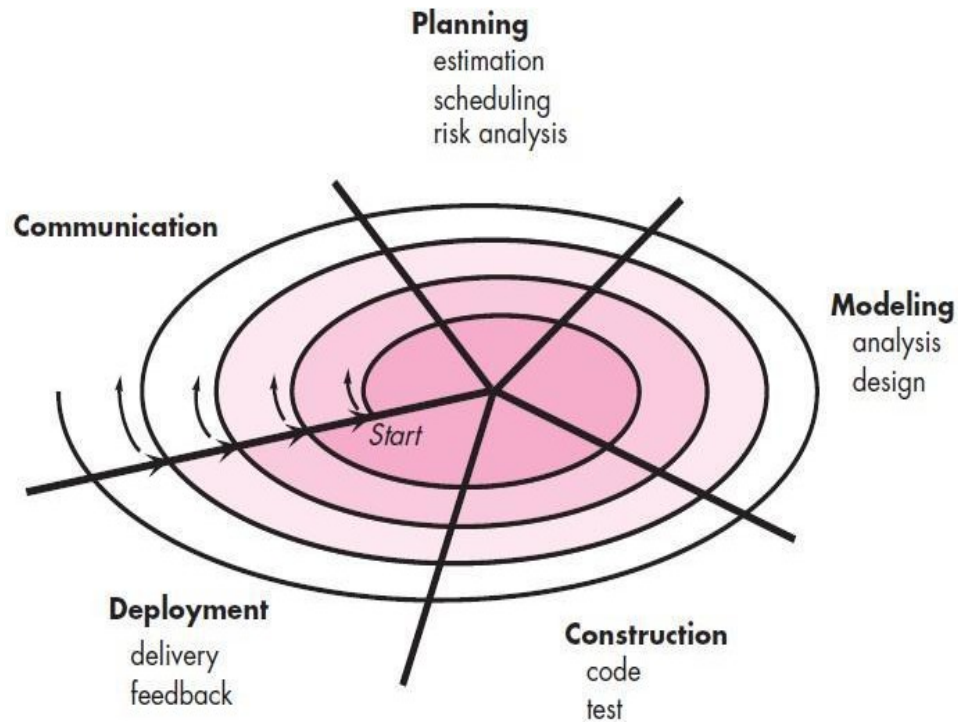 Planning
estimation
scheduling
risk analysis
Communication
Modeling
analysis
design
Start
Deployment
delivery
feedback
Construction
code
test